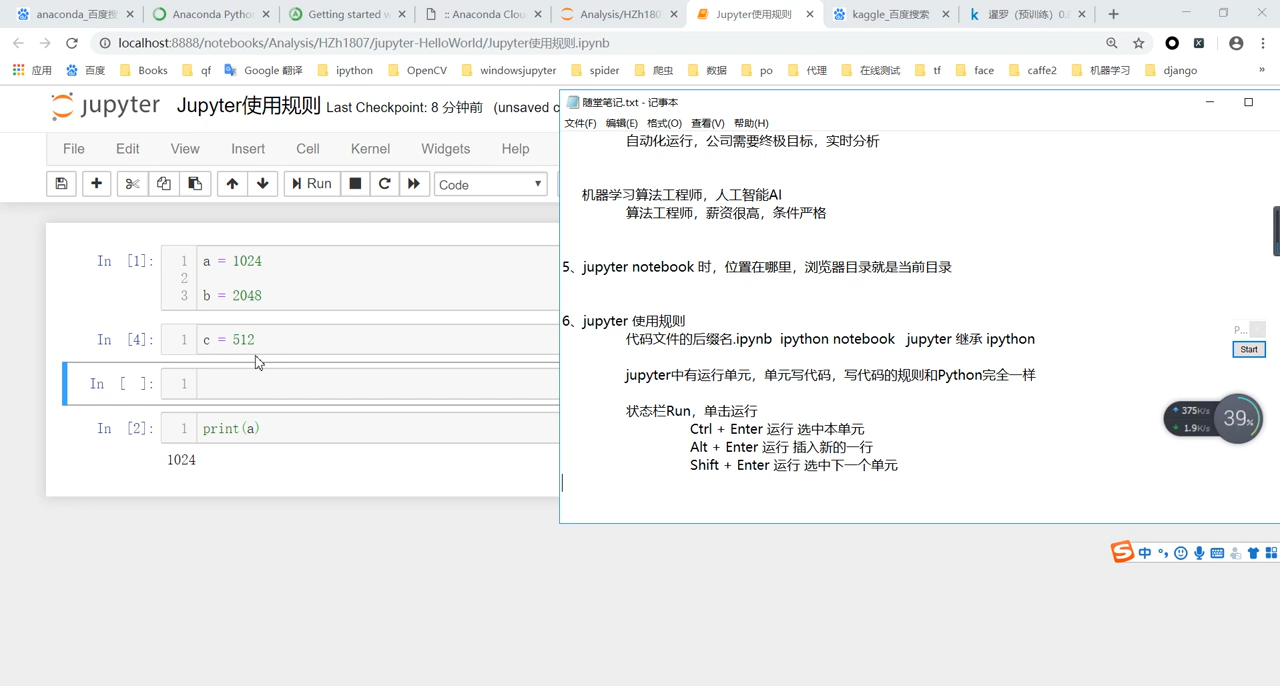 anaconda_百度搜
Anaconda Pytho
Getting started w
:: Anaconda Clou
Analysis/HZh180
Jupyter使用规则
kaggle_百度搜索
暹罗（预训练）0.8
localhost:8888/notebooks/Analysis/HZh1807/jupyter-HelloWorld/Jupyter使用规则.ipynb
应用 百度 Books qf Google 翻译 ipython OpenCV windowsjupyter spider 爬虫 数据 po 代理 在线测试 tf face caffe2 机器学习 django »
jupyter Jupyter使用规则 Last Checkpoint: 8 分钟前 (unsaved c
File Edit View Insert Cell Kernel Widgets Help
Run Code
In [1]:
1 a = 1024
2
3 b = 2048
In [4]: 1 c = 512
In [ ]: 1
In [2]: 1 print(a)
1024
随堂笔记.txt - 记事本
文件(F) 编辑(E) 格式(O) 查看(V) 帮助(H)
自动化运行，公司需要终极目标，实时分析
机器学习算法工程师，人工智能AI
算法工程师，薪资很高，条件严格
5、jupyter notebook 时，位置在哪里，浏览器目录就是当前目录
6、jupyter 使用规则
代码文件的后缀名.ipynb ipython notebook jupyter 继承 ipython
jupyter中有运行单元，单元写代码，写代码的规则和Python完全一样
状态栏Run，单击运行
Ctrl + Enter 运行 选中本单元
Alt + Enter 运行 插入新的一行
Shift + Enter 运行 选中下一个单元
P...
Start
375K/s
1.9K/s
39%
S 中